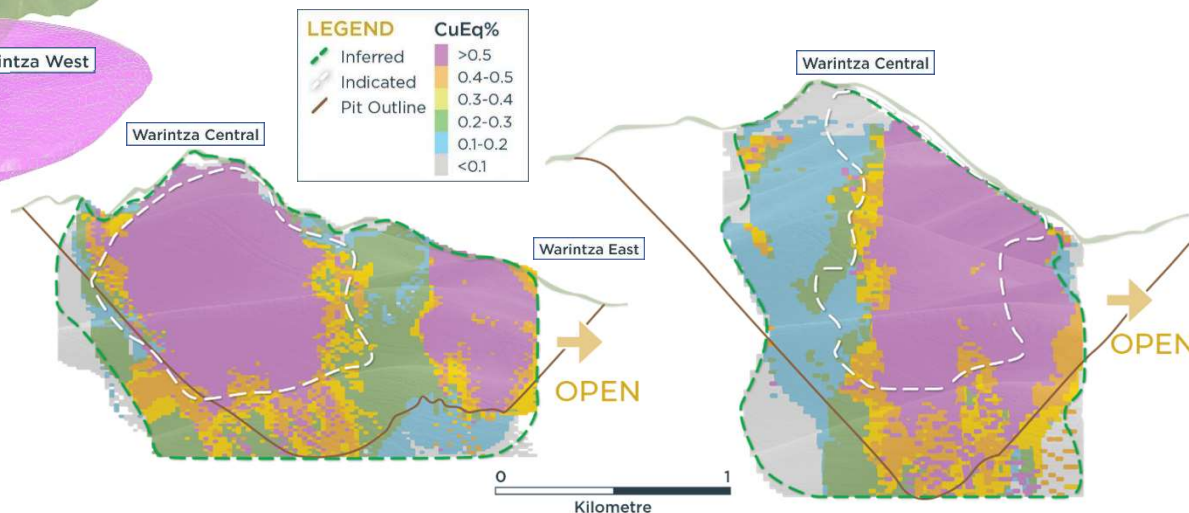 intza West
Warintza Central
LEGEND
Inferred
Indicated
Pit Outline
CuEq%
>0.5
0.4-0.5
0.3-0.4
0.2-0.3
0.1-0.2
<0.1
Warintza East
OPEN
Warintza Central
OPEN
0 1
Kilometre